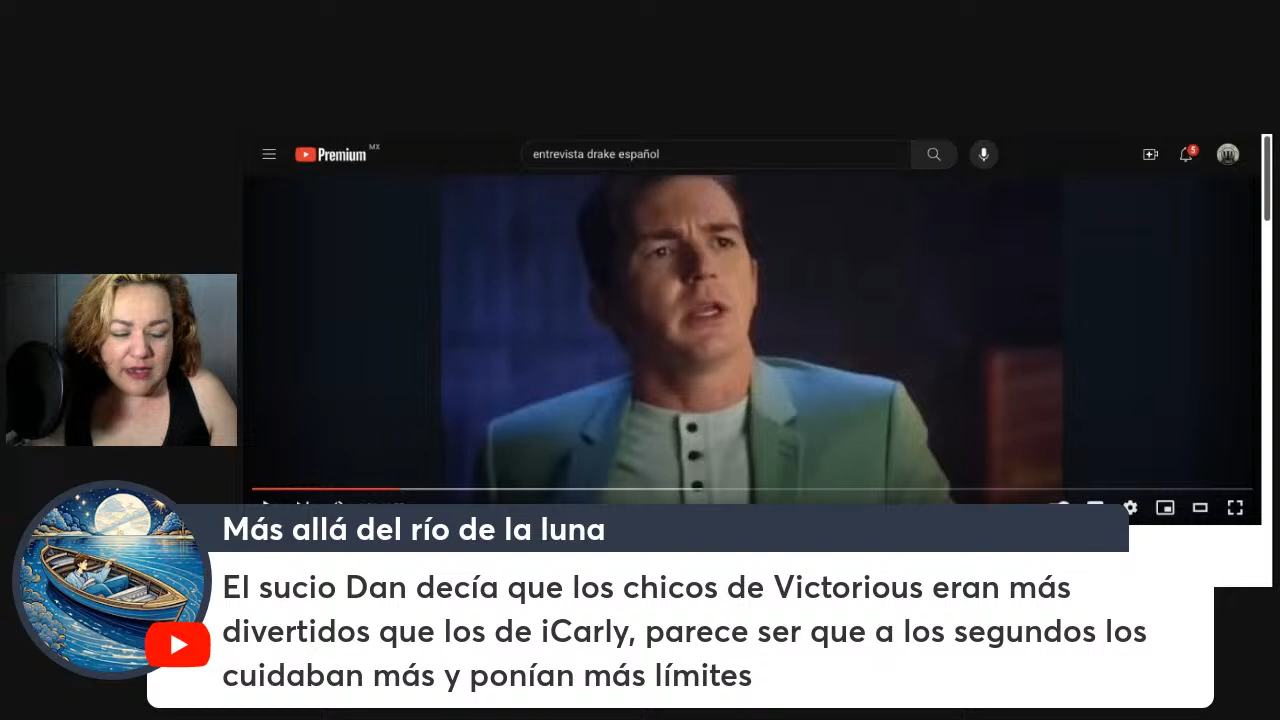 Premium MX
entrevista drake español
5
Más allá del río de la luna
El sucio Dan decía que los chicos de Victorious eran más
divertidos que los de iCarly, parece ser que a los segundos los
cuidaban más y ponían más límites